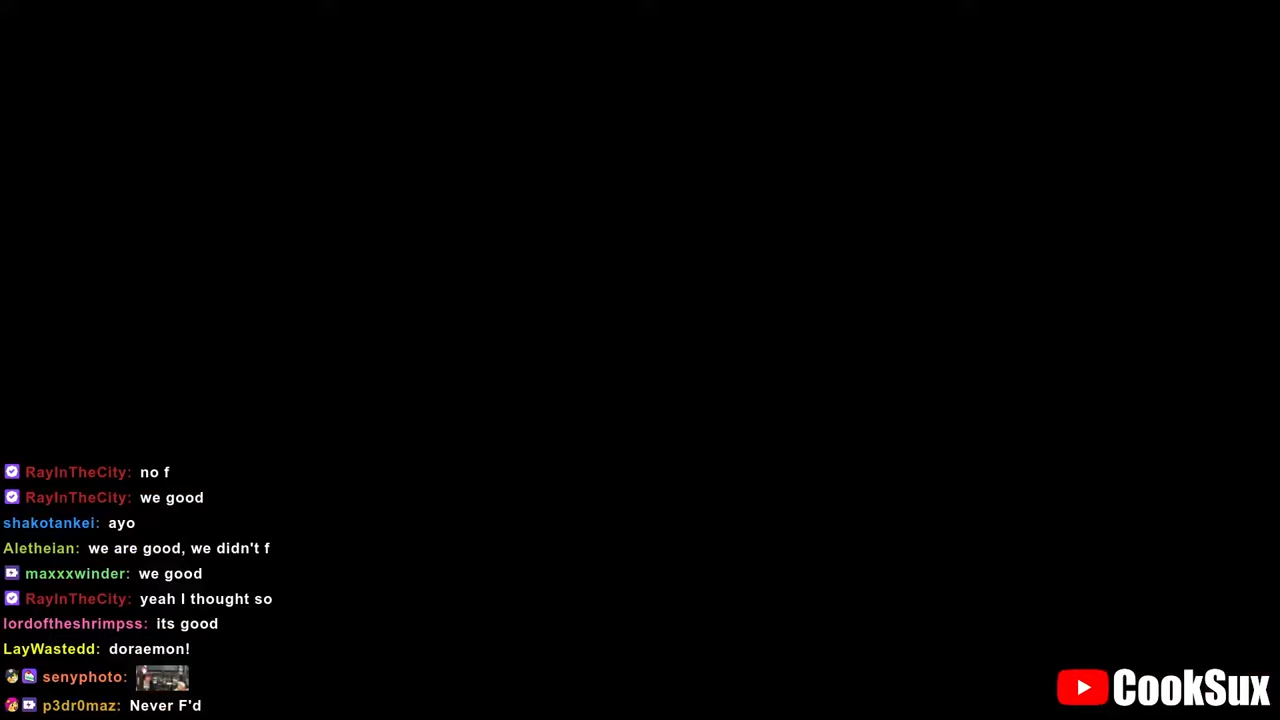 RayInTheCity: no f
RayInTheCity: we good
shakotankei: ayo
Aletheian: we are good, we didn't f
maxxxwinder: we good
RayInTheCity: yeah I thought so
lordoftheshrimpss: its good
LayWastedd: doraemon!
senyphoto:
p3dr0maz: Never F'd
CookSux